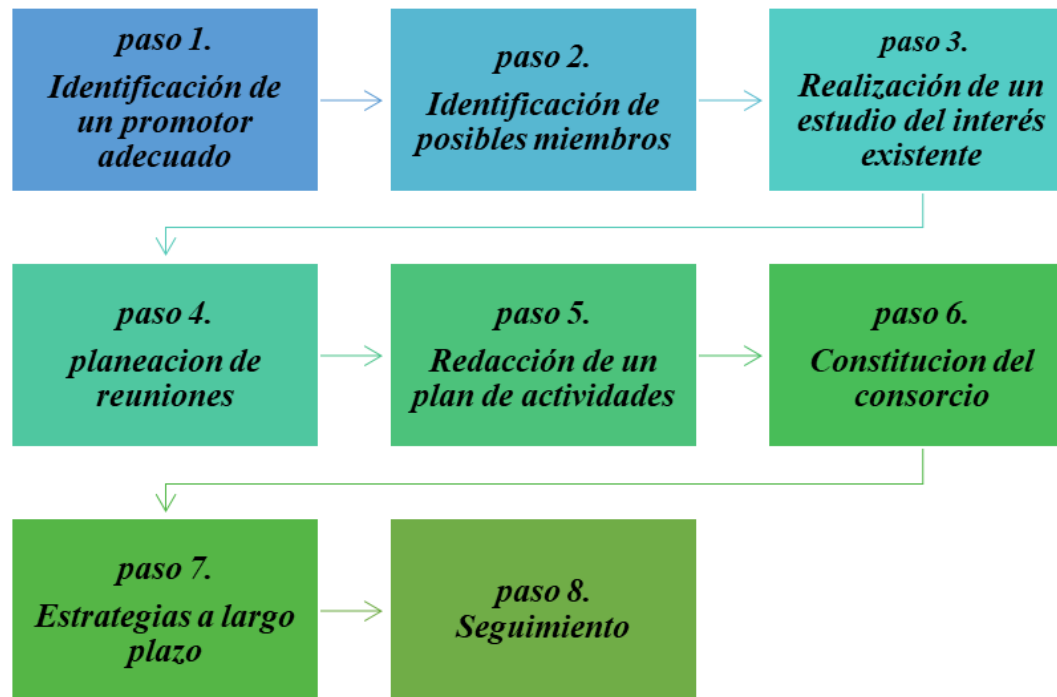 paso 1.
Identificación de
un promotor
adecuado
paso 2.
Identificación de
posibles miembros
paso 3.
Realización de un
estudio del interés
existente
paso 4.
planeacion de
reuniones
paso 5.
Redacción de un
plan de actividades
paso 6.
Constitucion del
consorcio
paso 7.
Estrategias a largo
plazo
paso 8.
Seguimiento